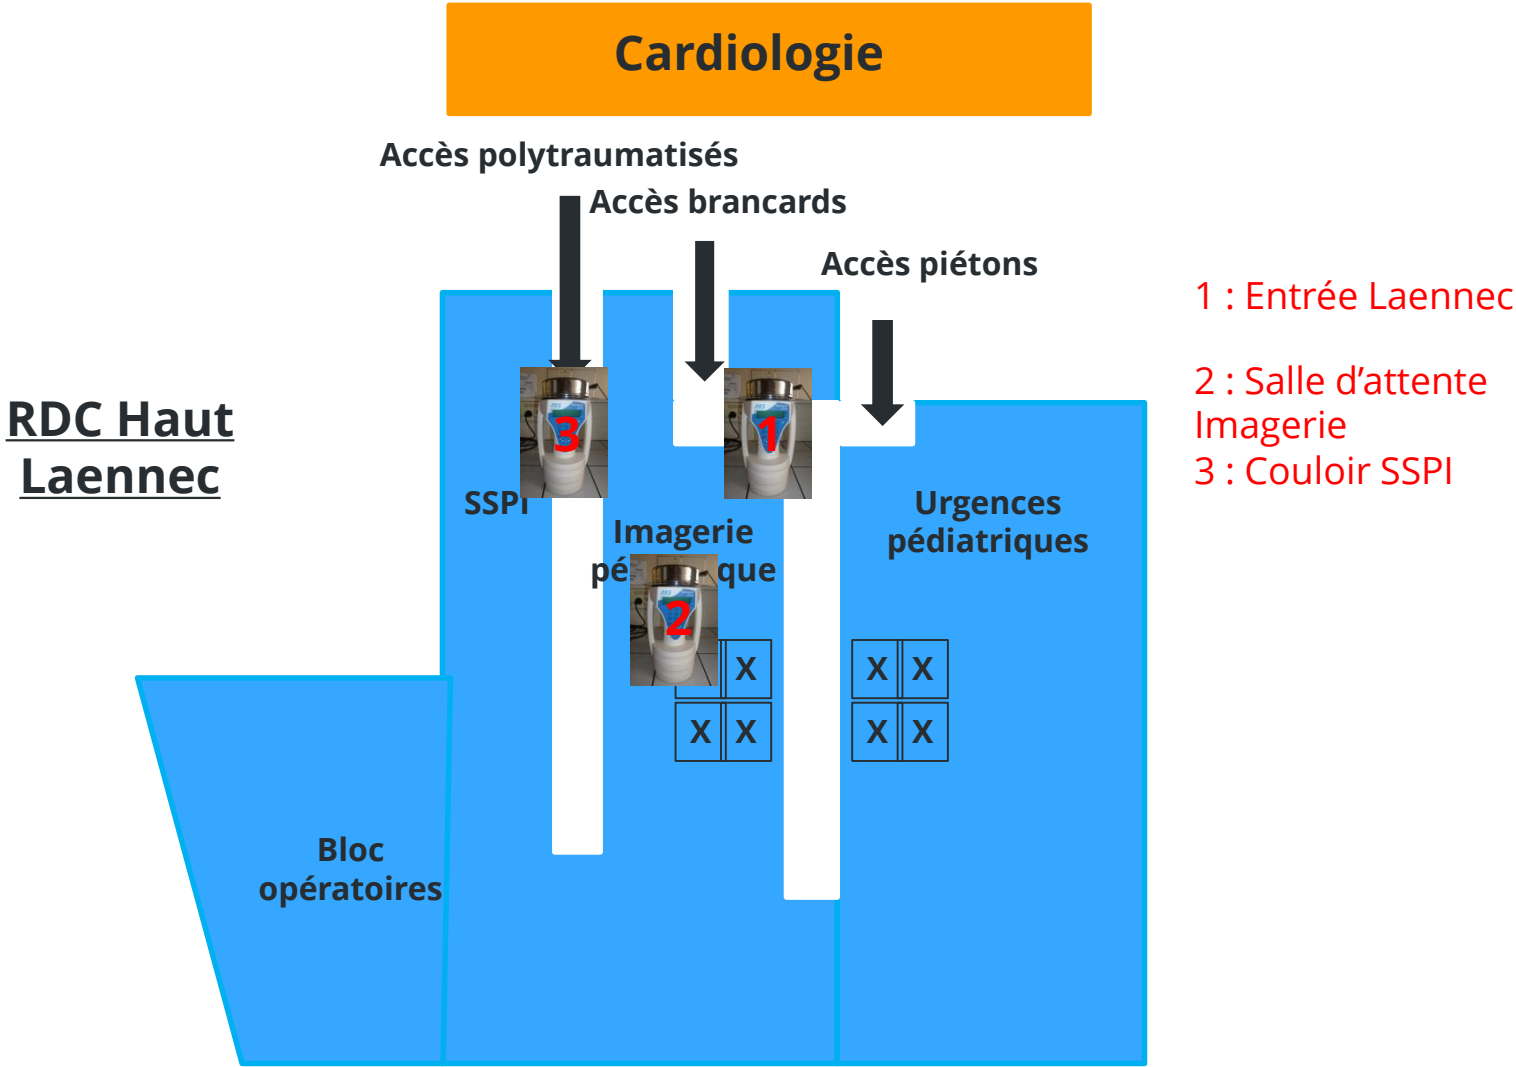 Cardiologie
Accès polytraumatisés
Accès brancards
Accès piétons
1 : Entrée Laennec
2 : Salle d’attente
Imagerie
3 : Couloir SSPI
RDC Haut
Laennec
3
1
SSPI
Urgences
pédiatriques
Imagerie
pé que
2
X X X
X X X X
Bloc
opératoires